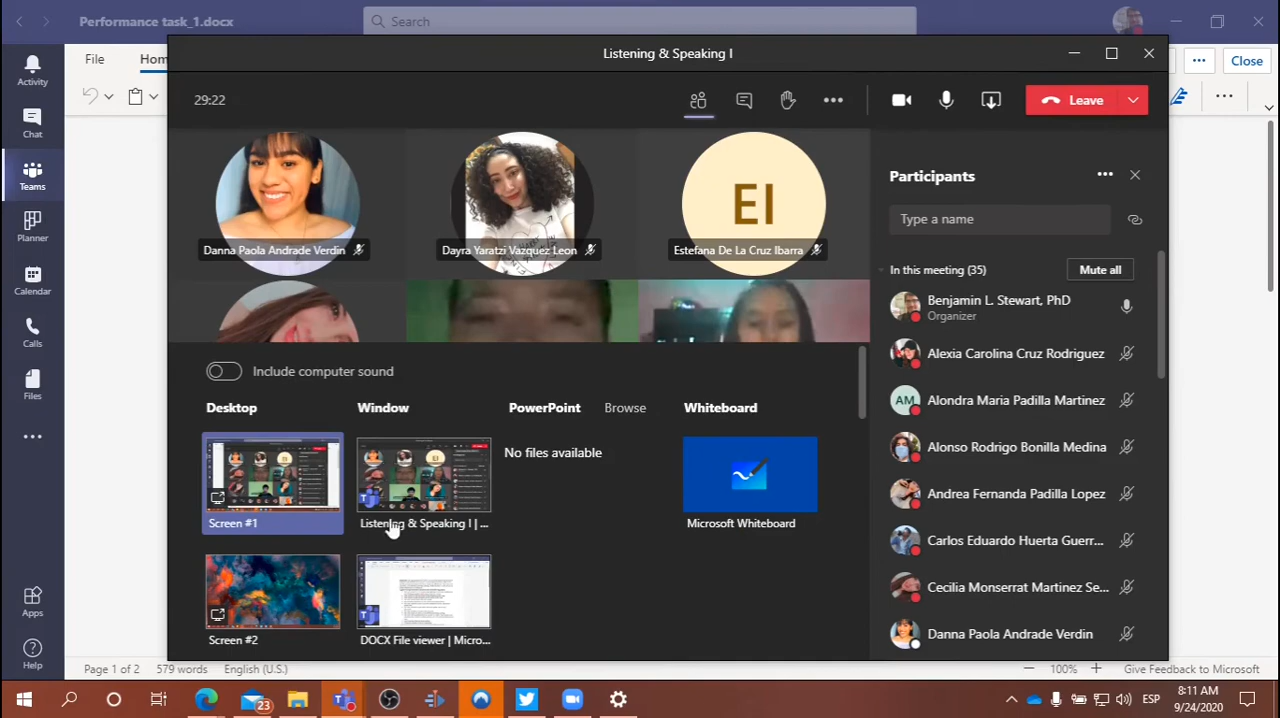 Performance task_1.docx
Search
Activity
Chat
Teams
Planner
Calendar
Calls
Files
Apps
Help
File
Hom
Close
Listening & Speaking I
29:22
Leave
Danna Paola Andrade Verdin
Dayra Yaratzi Vazquez Leon
EI
Estefana De La Cruz Ibarra
Include computer sound
Desktop
Window
PowerPoint
Browse
Whiteboard
No files available
Screen #1
Listening & Speaking I | ...
Microsoft Whiteboard
Screen #2
DOCX File viewer | Micro...
Participants
Type a name
In this meeting (35)
Mute all
Benjamin L. Stewart, PhD
Organizer
Alexia Carolina Cruz Rodriguez
AM
Alondra Maria Padilla Martinez
Alonso Rodrigo Bonilla Medina
Andrea Fernanda Padilla Lopez
Carlos Eduardo Huerta Guerr...
Cecilia Monserrat Martinez Se...
Danna Paola Andrade Verdin
Page 1 of 2
579 words
English (U.S.)
100%
Give Feedback to Microsoft
23
ESP
8:11 AM
9/24/2020